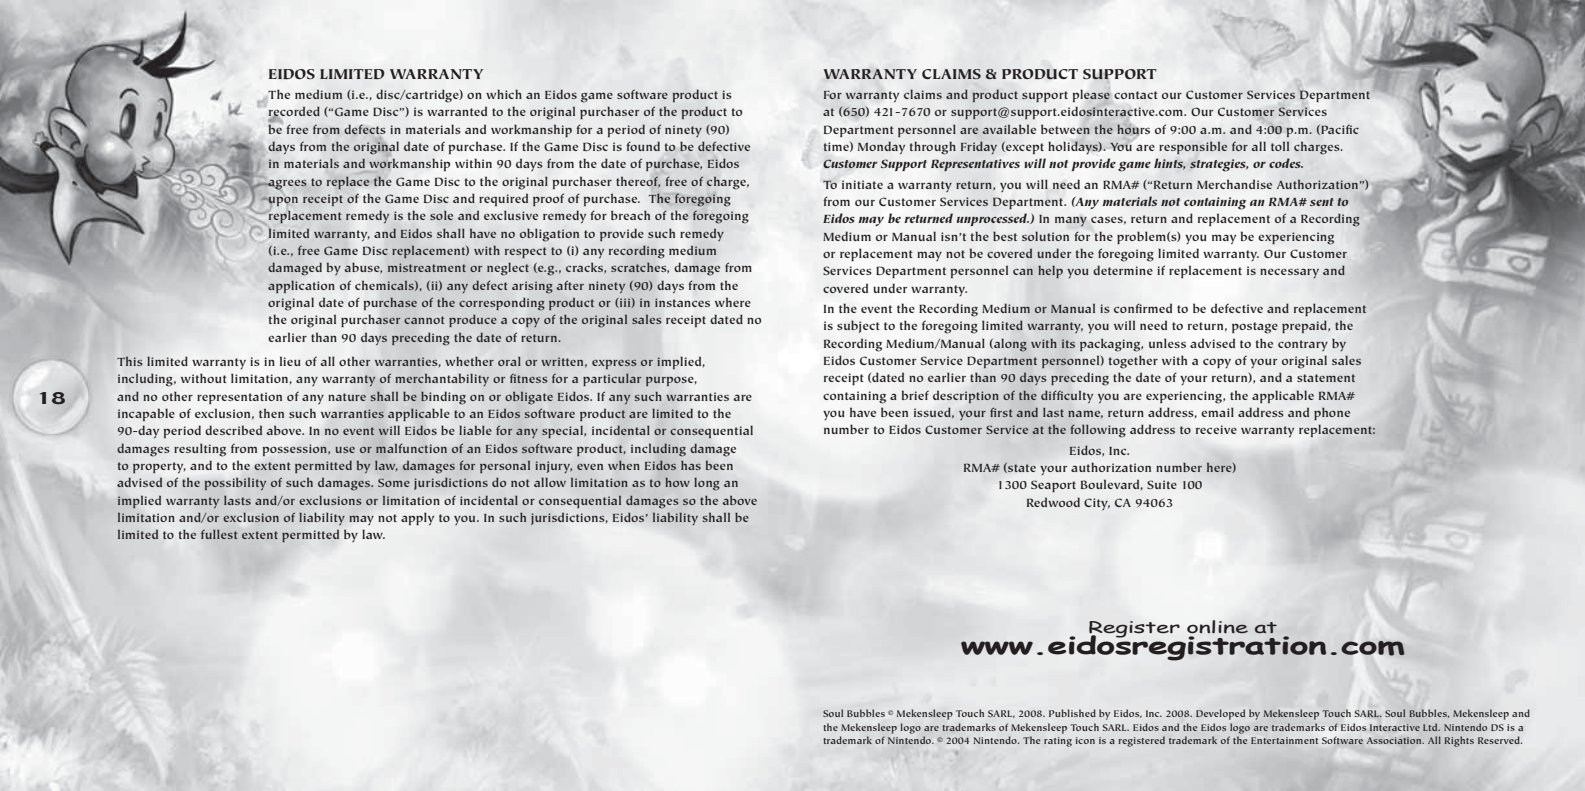 EIDOS LIMITED WARRANTY
The medium (i.e., disc/cartridge) on which an Eidos game software product is
recorded (“Game Disc”) is warranted to the original purchaser of the product to
be free from defects in materials and workmanship for a period of ninety (90)
days from the original date of purchase. If the Game Disc is found to be defective
in materials and workmanship within 90 days from the date of purchase, Eidos
agrees to replace the Game Disc to the original purchaser thereof, free of charge,
upon receipt of the Game Disc and required proof of purchase.  The foregoing
replacement remedy is the sole and exclusive remedy for breach of the foregoing
limited warranty, and Eidos shall have no obligation to provide such remedy
(i.e., free Game Disc replacement) with respect to (i) any recording medium
damaged by abuse, mistreatment or neglect (e.g., cracks, scratches, damage from
application of chemicals), (ii) any defect arising after ninety (90) days from the
original date of purchase of the corresponding product or (iii) in instances where
the original purchaser cannot produce a copy of the original sales receipt dated no
earlier than 90 days preceding the date of return.
This limited warranty is in lieu of all other warranties, whether oral or written, express or implied,
including, without limitation, any warranty of merchantability or fitness for a particular purpose,
and no other representation of any nature shall be binding on or obligate Eidos. If any such warranties are
incapable of exclusion, then such warranties applicable to an Eidos software product are limited to the
90-day period described above. In no event will Eidos be liable for any special, incidental or consequential
damages resulting from possession, use or malfunction of an Eidos software product, including damage
to property, and to the extent permitted by law, damages for personal injury, even when Eidos has been
advised of the possibility of such damages. Some jurisdictions do not allow limitation as to how long an
implied warranty lasts and/or exclusions or limitation of incidental or consequential damages so the above
limitation and/or exclusion of liability may not apply to you. In such jurisdictions, Eidos’ liability shall be
limited to the fullest extent permitted by law.
18
WARRANTY CLAIMS & PRODUCT SUPPORT
For warranty claims and product support please contact our Customer Services Department
at (650) 421-7670 or support@support.eidosinteractive.com. Our Customer Services
Department personnel are available between the hours of 9:00 a.m. and 4:00 p.m. (Pacific
time) Monday through Friday (except holidays). You are responsible for all toll charges.
Customer Support Representatives will not provide game hints, strategies, or codes.
To initiate a warranty return, you will need an RMA# (“Return Merchandise Authorization”)
from our Customer Services Department. (Any materials not containing an RMA# sent to
Eidos may be returned unprocessed.) In many cases, return and replacement of a Recording
Medium or Manual isn’t the best solution for the problem(s) you may be experiencing
or replacement may not be covered under the foregoing limited warranty. Our Customer
Services Department personnel can help you determine if replacement is necessary and
covered under warranty.
In the event the Recording Medium or Manual is confirmed to be defective and replacement
is subject to the foregoing limited warranty, you will need to return, postage prepaid, the
Recording Medium/Manual (along with its packaging, unless advised to the contrary by
Eidos Customer Service Department personnel) together with a copy of your original sales
receipt (dated no earlier than 90 days preceding the date of your return), and a statement
containing a brief description of the difficulty you are experiencing, the applicable RMA#
you have been issued, your first and last name, return address, email address and phone
number to Eidos Customer Service at the following address to receive warranty replacement:
Eidos, Inc.
RMA# (state your authorization number here)
1300 Seaport Boulevard, Suite 100
Redwood City, CA 94063
Register online at
www.eidosregistration.com
Soul Bubbles © Mekensleep Touch SARL, 2008. Published by Eidos, Inc. 2008. Developed by Mekensleep Touch SARL. Soul Bubbles, Mekensleep and
the Mekensleep logo are trademarks of Mekensleep Touch SARL. Eidos and the Eidos logo are trademarks of Eidos Interactive Ltd. Nintendo DS is a
trademark of Nintendo. © 2004 Nintendo. The rating icon is a registered trademark of the Entertainment Software Association. All Rights Reserved.